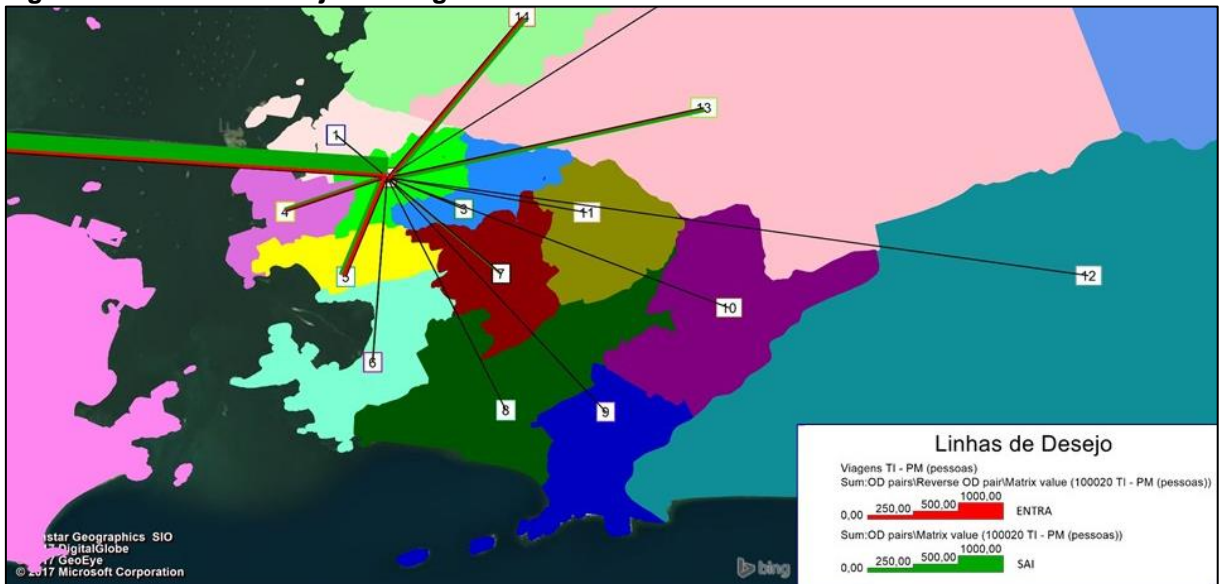 14
13
1
4
3
11
5
7
12
10
6
8
9
Linhas de Desejo
Viagens TI - PM (pessoas)
Sum:OD pairs\Reverse OD pair\Matrix value (100020 TI - PM (pessoas))
0,00 250,00 500,00 1000,00 ENTRA
Sum:OD pairs\Matrix value (100020 TI - PM (pessoas))
0,00 250,00 500,00 1000,00 SAI
Geographics SIO
DigitalGlobe
GeoEye
© 2017 Microsoft Corporation
bing